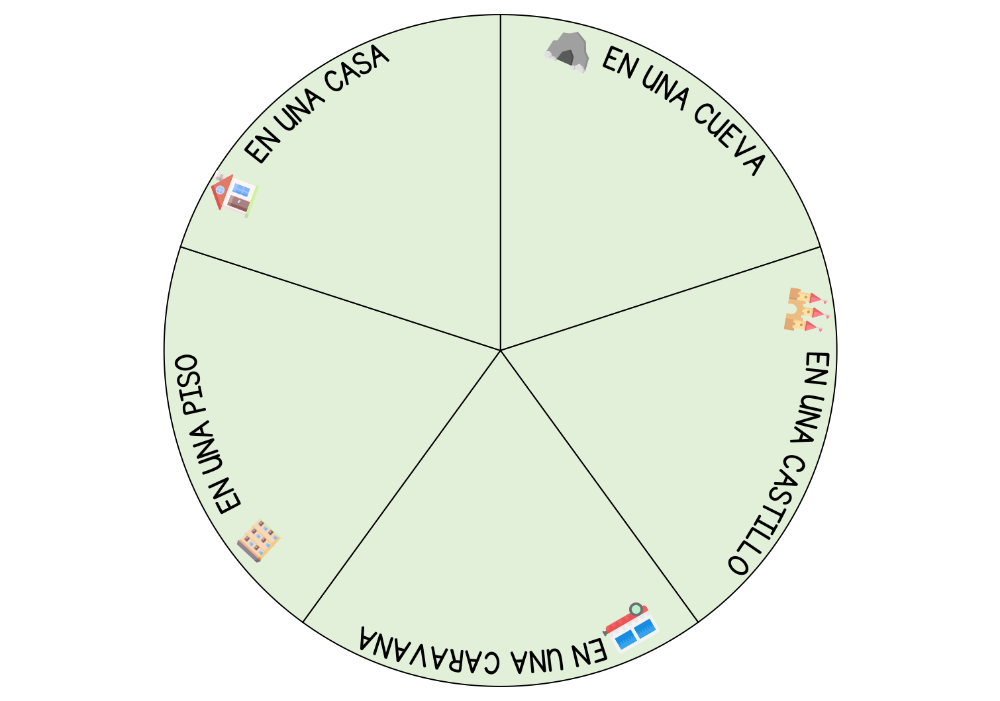 EN UNA CASA
EN UNA CUEVA
EN UNA CASTILLO
EN UNA CARAVANA
EN UNA PISO